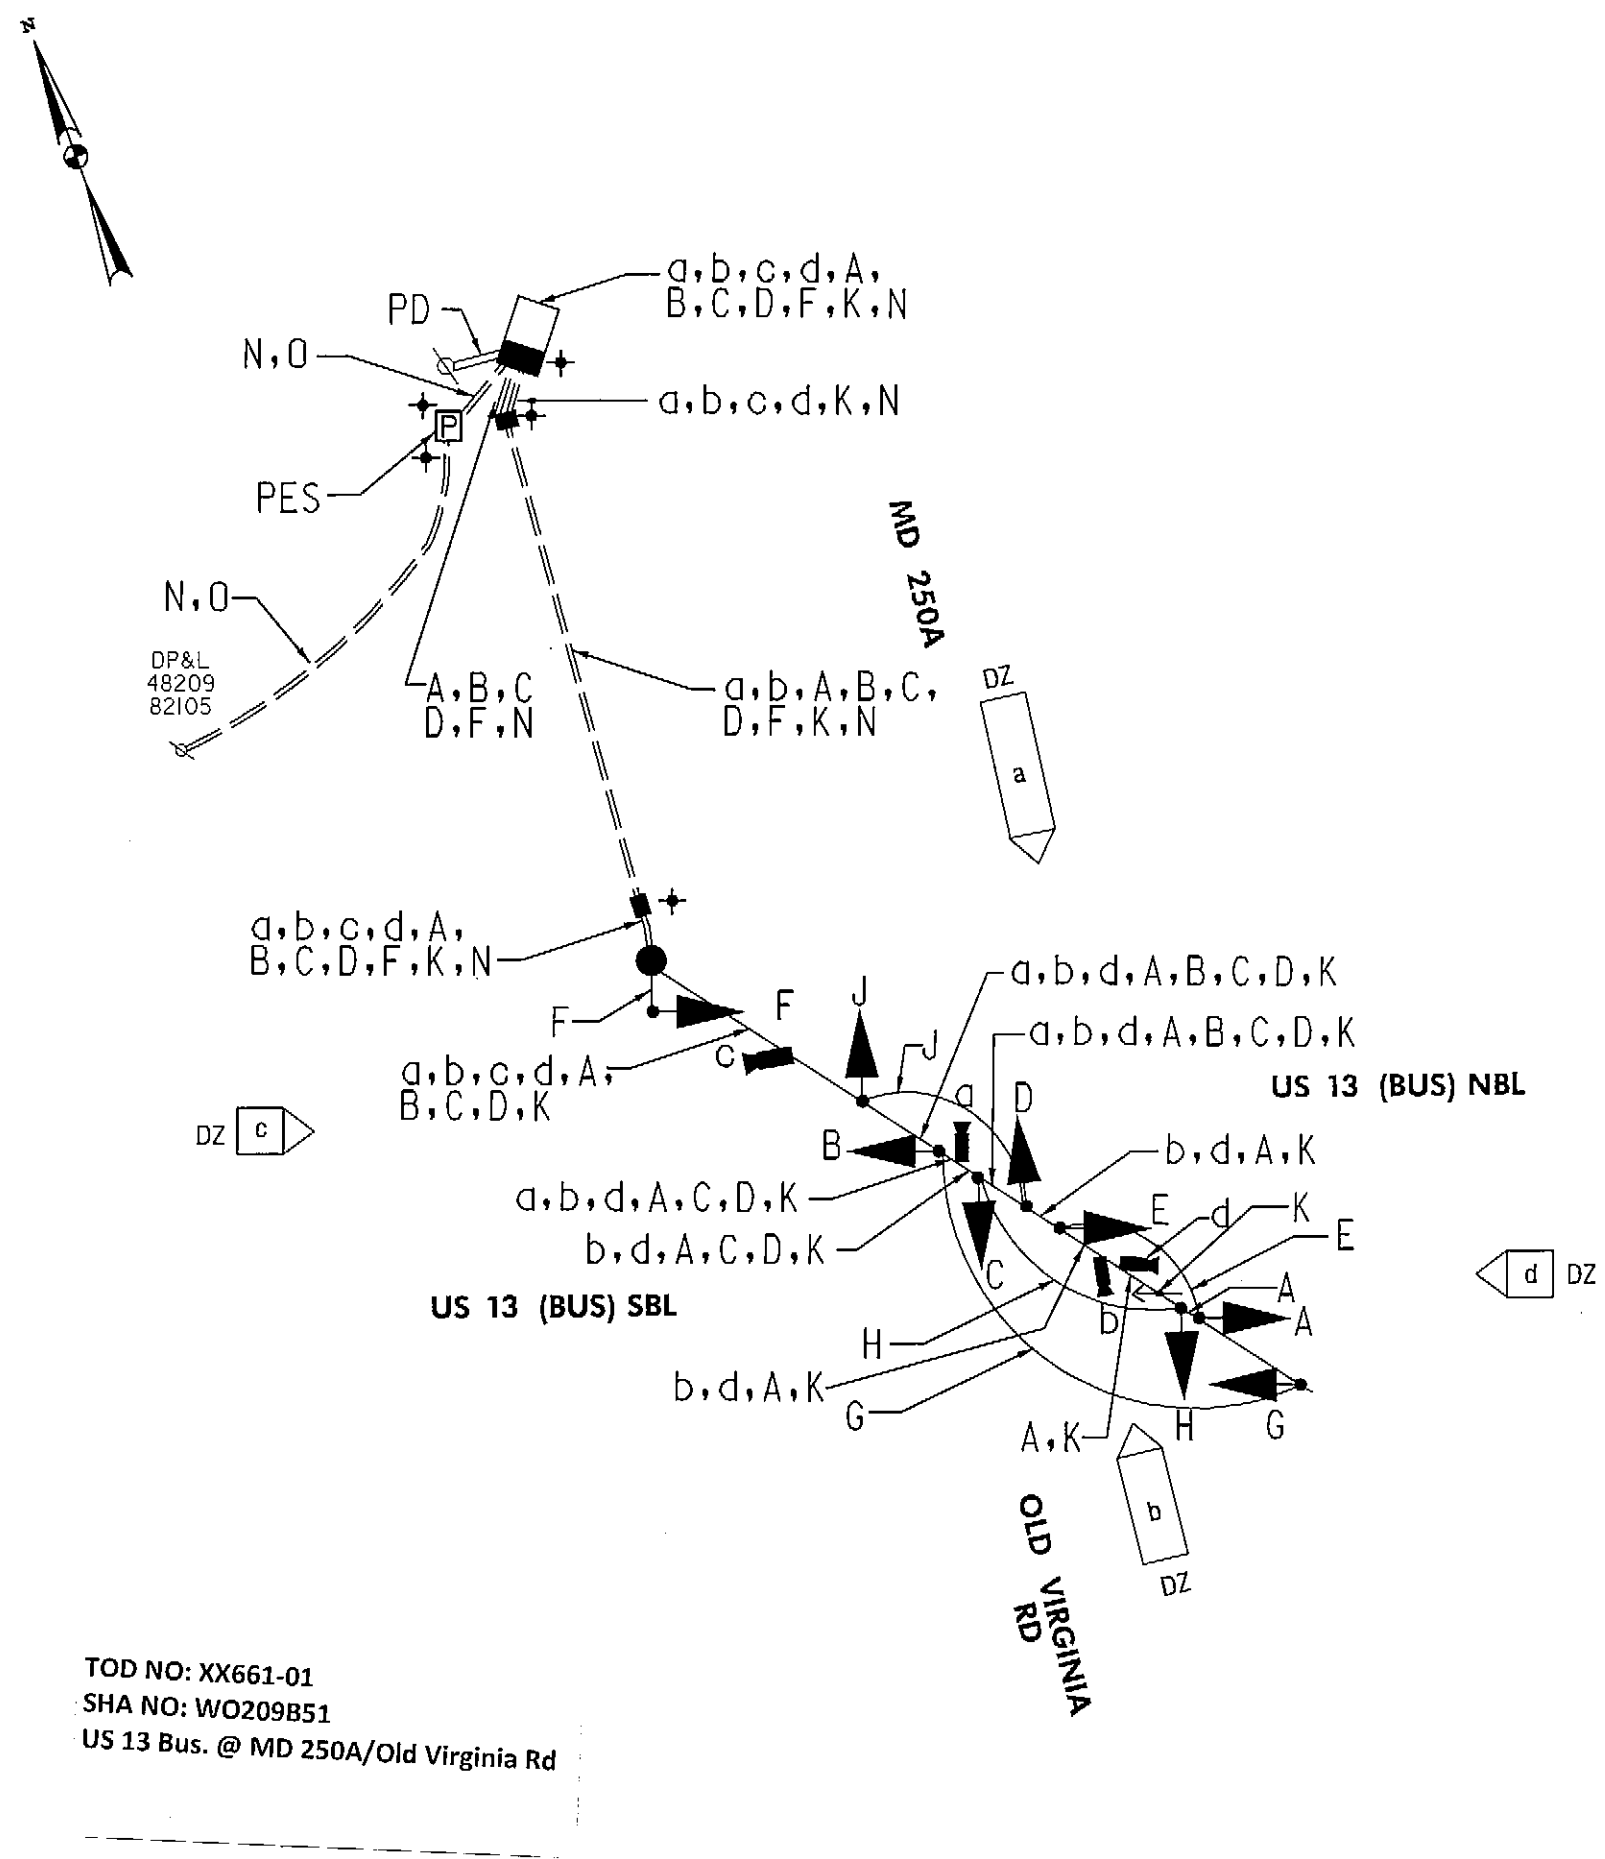 N
a,b,c,d,A,
B,C,D,F,K,N
PD
N,O
a,b,c,d,K,N
P
PES
MD 250A
N,O
DP&L
48209
82105
A,B,C
D,F,N
a,b,A,B,C,
D,F,K,N
DZ
a
a,b,c,d,A,
B,C,D,F,K,N
F
F
J
a,b,d,A,B,C,D,K
a,b,d,A,B,C,D,K
J
c
a,b,c,d,A,
B,C,D,K
a
D
US 13 (BUS) NBL
DZ
c
B
b,d,A,K
a,b,d,A,C,D,K
b,d,A,C,D,K
E
d
K
E
C
US 13 (BUS) SBL
d
DZ
A
b
A
H
b,d,A,K
G
A,K
H
G
b
DZ
OLD VIRGINIA
RD
TOD NO: XX661-01
SHA NO: WO209B51
US 13 Bus. @ MD 250A/Old Virginia Rd